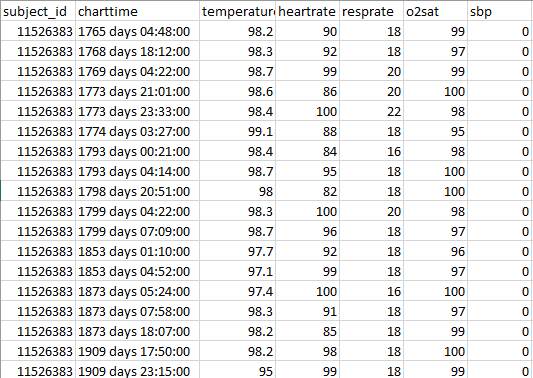 subject_id charttime temperature heartrate resprate o2sat sbp
11526383 1765 days 04:48:00 98.2 90 18 99 0
11526383 1768 days 18:12:00 98.3 92 18 97 0
11526383 1769 days 04:22:00 98.7 99 20 99 0
11526383 1773 days 21:01:00 98.6 86 20 100 0
11526383 1773 days 23:33:00 98.4 100 22 98 0
11526383 1774 days 03:27:00 99.1 88 18 95 0
11526383 1793 days 00:21:00 98.4 84 16 98 0
11526383 1793 days 04:14:00 98.7 95 18 100 0
11526383 1798 days 20:51:00 98 82 18 100 0
11526383 1799 days 04:22:00 98.3 100 20 98 0
11526383 1799 days 07:09:00 98.7 96 18 97 0
11526383 1853 days 01:10:00 97.7 92 18 96 0
11526383 1853 days 04:52:00 97.1 99 18 97 0
11526383 1873 days 05:24:00 97.4 100 16 100 0
11526383 1873 days 07:58:00 98.3 91 18 97 0
11526383 1873 days 18:07:00 98.2 85 18 99 0
11526383 1909 days 17:50:00 98.2 98 18 100 0
11526383 1909 days 23:15:00 95 99 18 99 0